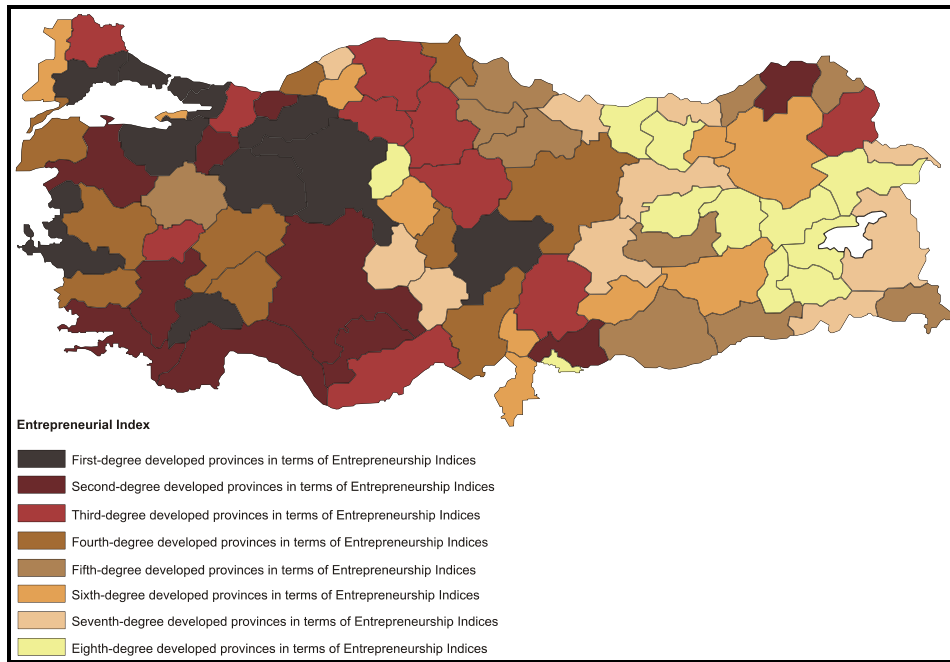 Entrepreneurial Index
First-degree developed provinces in terms of Entrepreneurship Indices
Second-degree developed provinces in terms of Entrepreneurship Indices
Third-degree developed provinces in terms of Entrepreneurship Indices
Fourth-degree developed provinces in terms of Entrepreneurship Indices
Fifth-degree developed provinces in terms of Entrepreneurship Indices
Sixth-degree developed provinces in terms of Entrepreneurship Indices
Seventh-degree developed provinces in terms of Entrepreneurship Indices
Eighth-degree developed provinces in terms of Entrepreneurship Indices